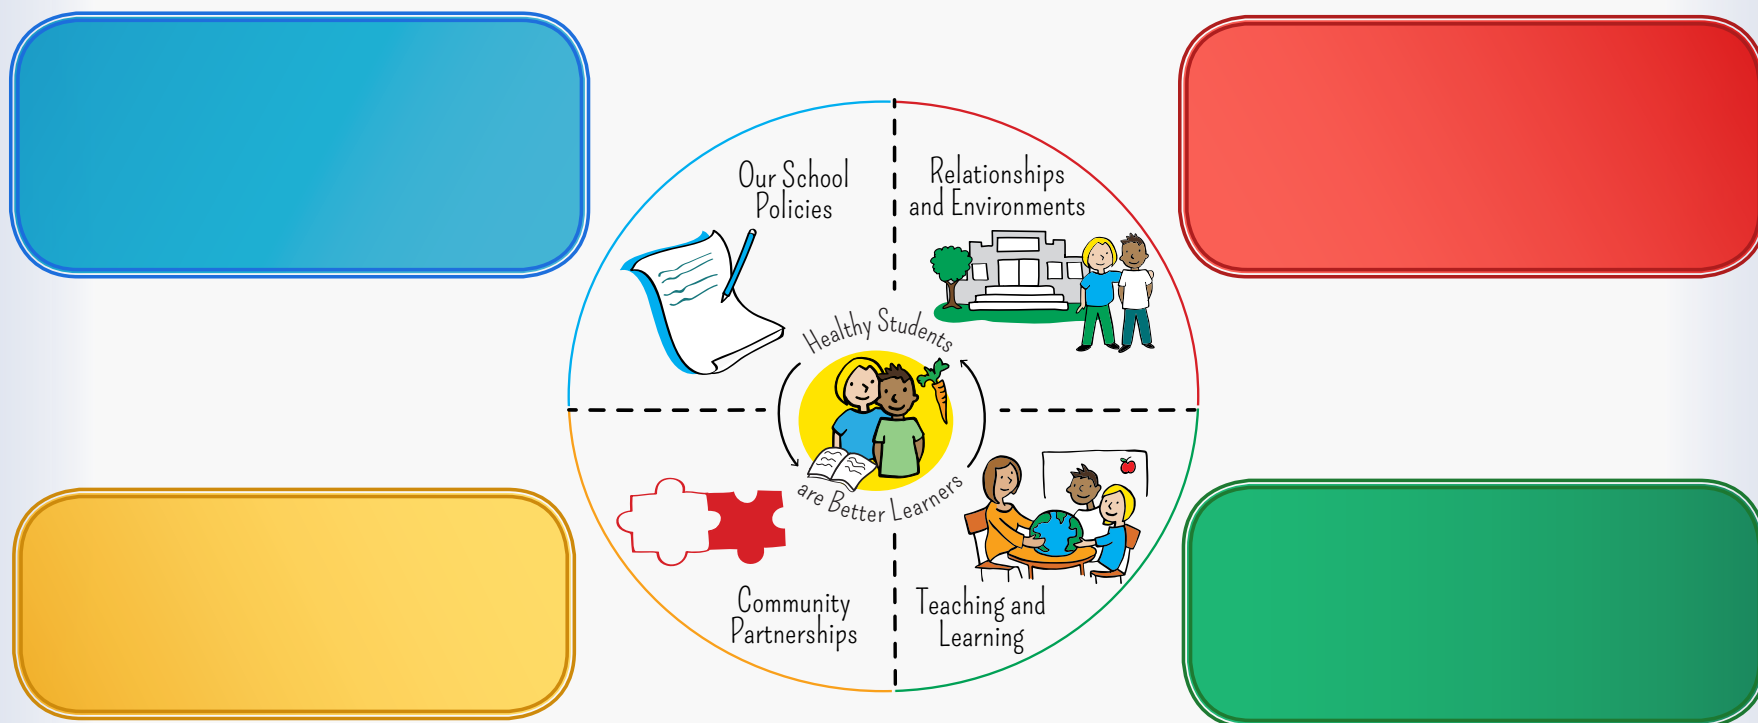 Our School
Policies
Relationships
and Environments
Healthy Students
are Better Learners
Community
Partnerships
Teaching and
Learning